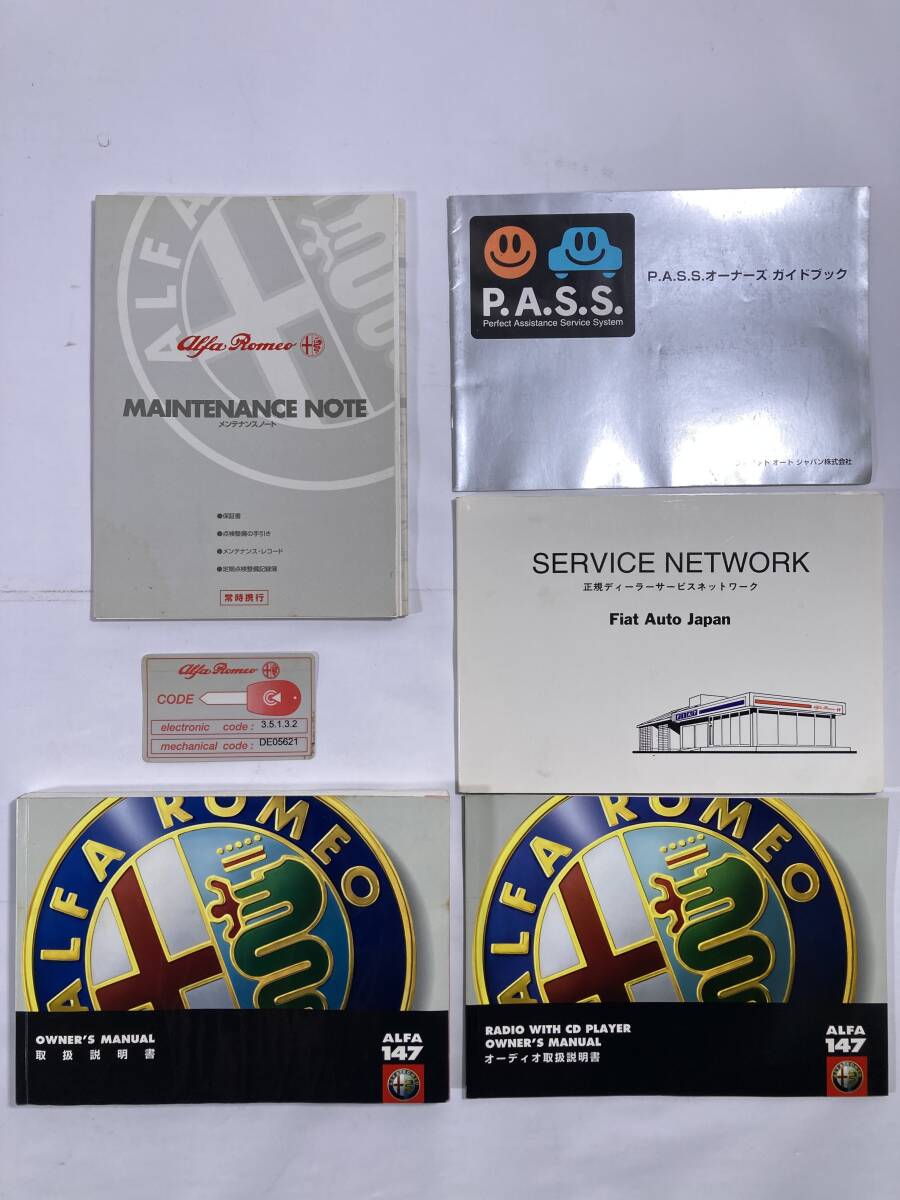 ALFA
Alfa Romeo
MAINTENANCE NOTE
メンテナンスノート
●保証書
●点検整備の手引き
●メンテナンス・レコード
●定期点検整備記録簿
常時携行
P.A.S.S.
Perfect Assistance Service System
P.A.S.S.オーナーズ ガイドブック
オート ジャパン株式会社
SERVICE NETWORK
正規ディーラーサービスネットワーク
Fiat Auto Japan
FIAT
Alfa Romeo
Alfa Romeo
CODE
electronic code: 3.5.1.3.2
mechanical code: DE05621
ALFA ROMEO
OWNER'S MANUAL
取扱説明書
ALFA
147
ALFA ROMEO
RADIO WITH CD PLAYER
OWNER'S MANUAL
オーディオ取扱説明書
ALFA
147